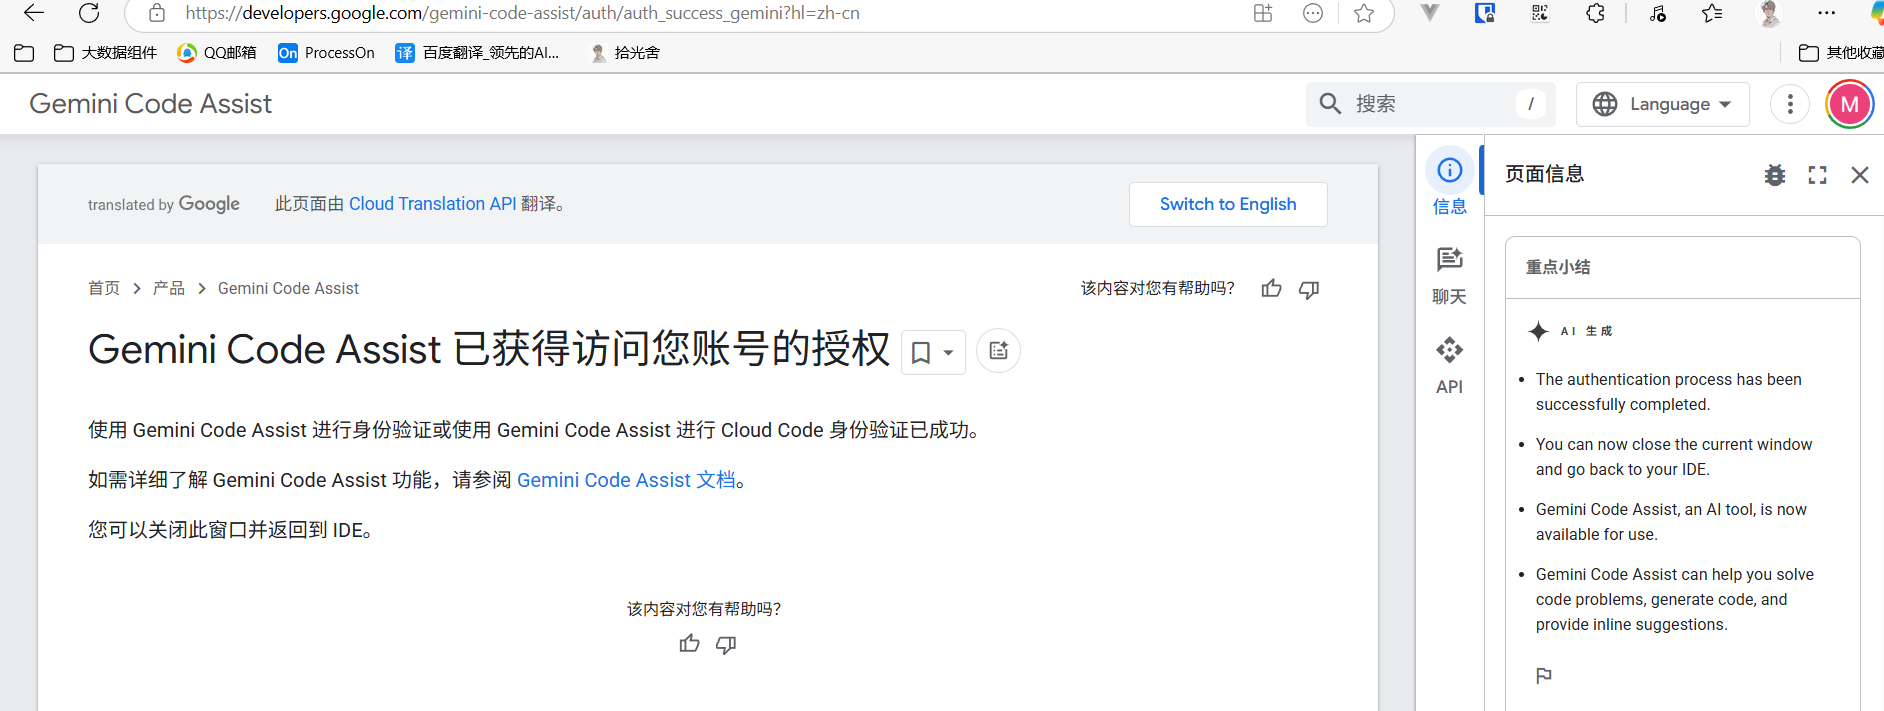 https://developers.google.com/gemini-code-assist/auth/auth_success_gemini?hl=zh-cn
大数据组件
QQ邮箱
On ProcessOn
译 百度翻译_领先的AI...
拾光舍
其他收藏
Gemini Code Assist
搜索
/
Language
M
translated by Google
此页面由 Cloud Translation API 翻译。
Switch to English
首页 > 产品 > Gemini Code Assist
该内容对您有帮助吗？
Gemini Code Assist 已获得访问您账号的授权
使用 Gemini Code Assist 进行身份验证或使用 Gemini Code Assist 进行 Cloud Code 身份验证已成功。
如需详细了解 Gemini Code Assist 功能，请参阅 Gemini Code Assist 文档。
您可以关闭此窗口并返回到 IDE。
该内容对您有帮助吗？
信息
聊天
API
页面信息
重点小结
AI 生成
• The authentication process has been
successfully completed.
• You can now close the current window
and go back to your IDE.
• Gemini Code Assist, an AI tool, is now
available for use.
• Gemini Code Assist can help you solve
code problems, generate code, and
provide inline suggestions.